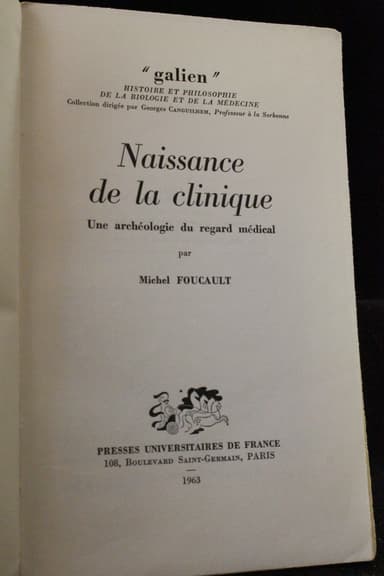 "galien"
HISTOIRE ET PHILOSOPHIE
DE LA BIOLOGIE ET DE LA MÉDECINE
Collection dirigée par Georges CANGUILHEM, Professeur à la Sorbonne
Naissance
de la clinique
Une archéologie du regard médical
par
Michel FOUCAULT
PRESSES UNIVERSITAIRES DE FRANCE
108, BOULEVARD SAINT-GERMAIN, PARIS
1963